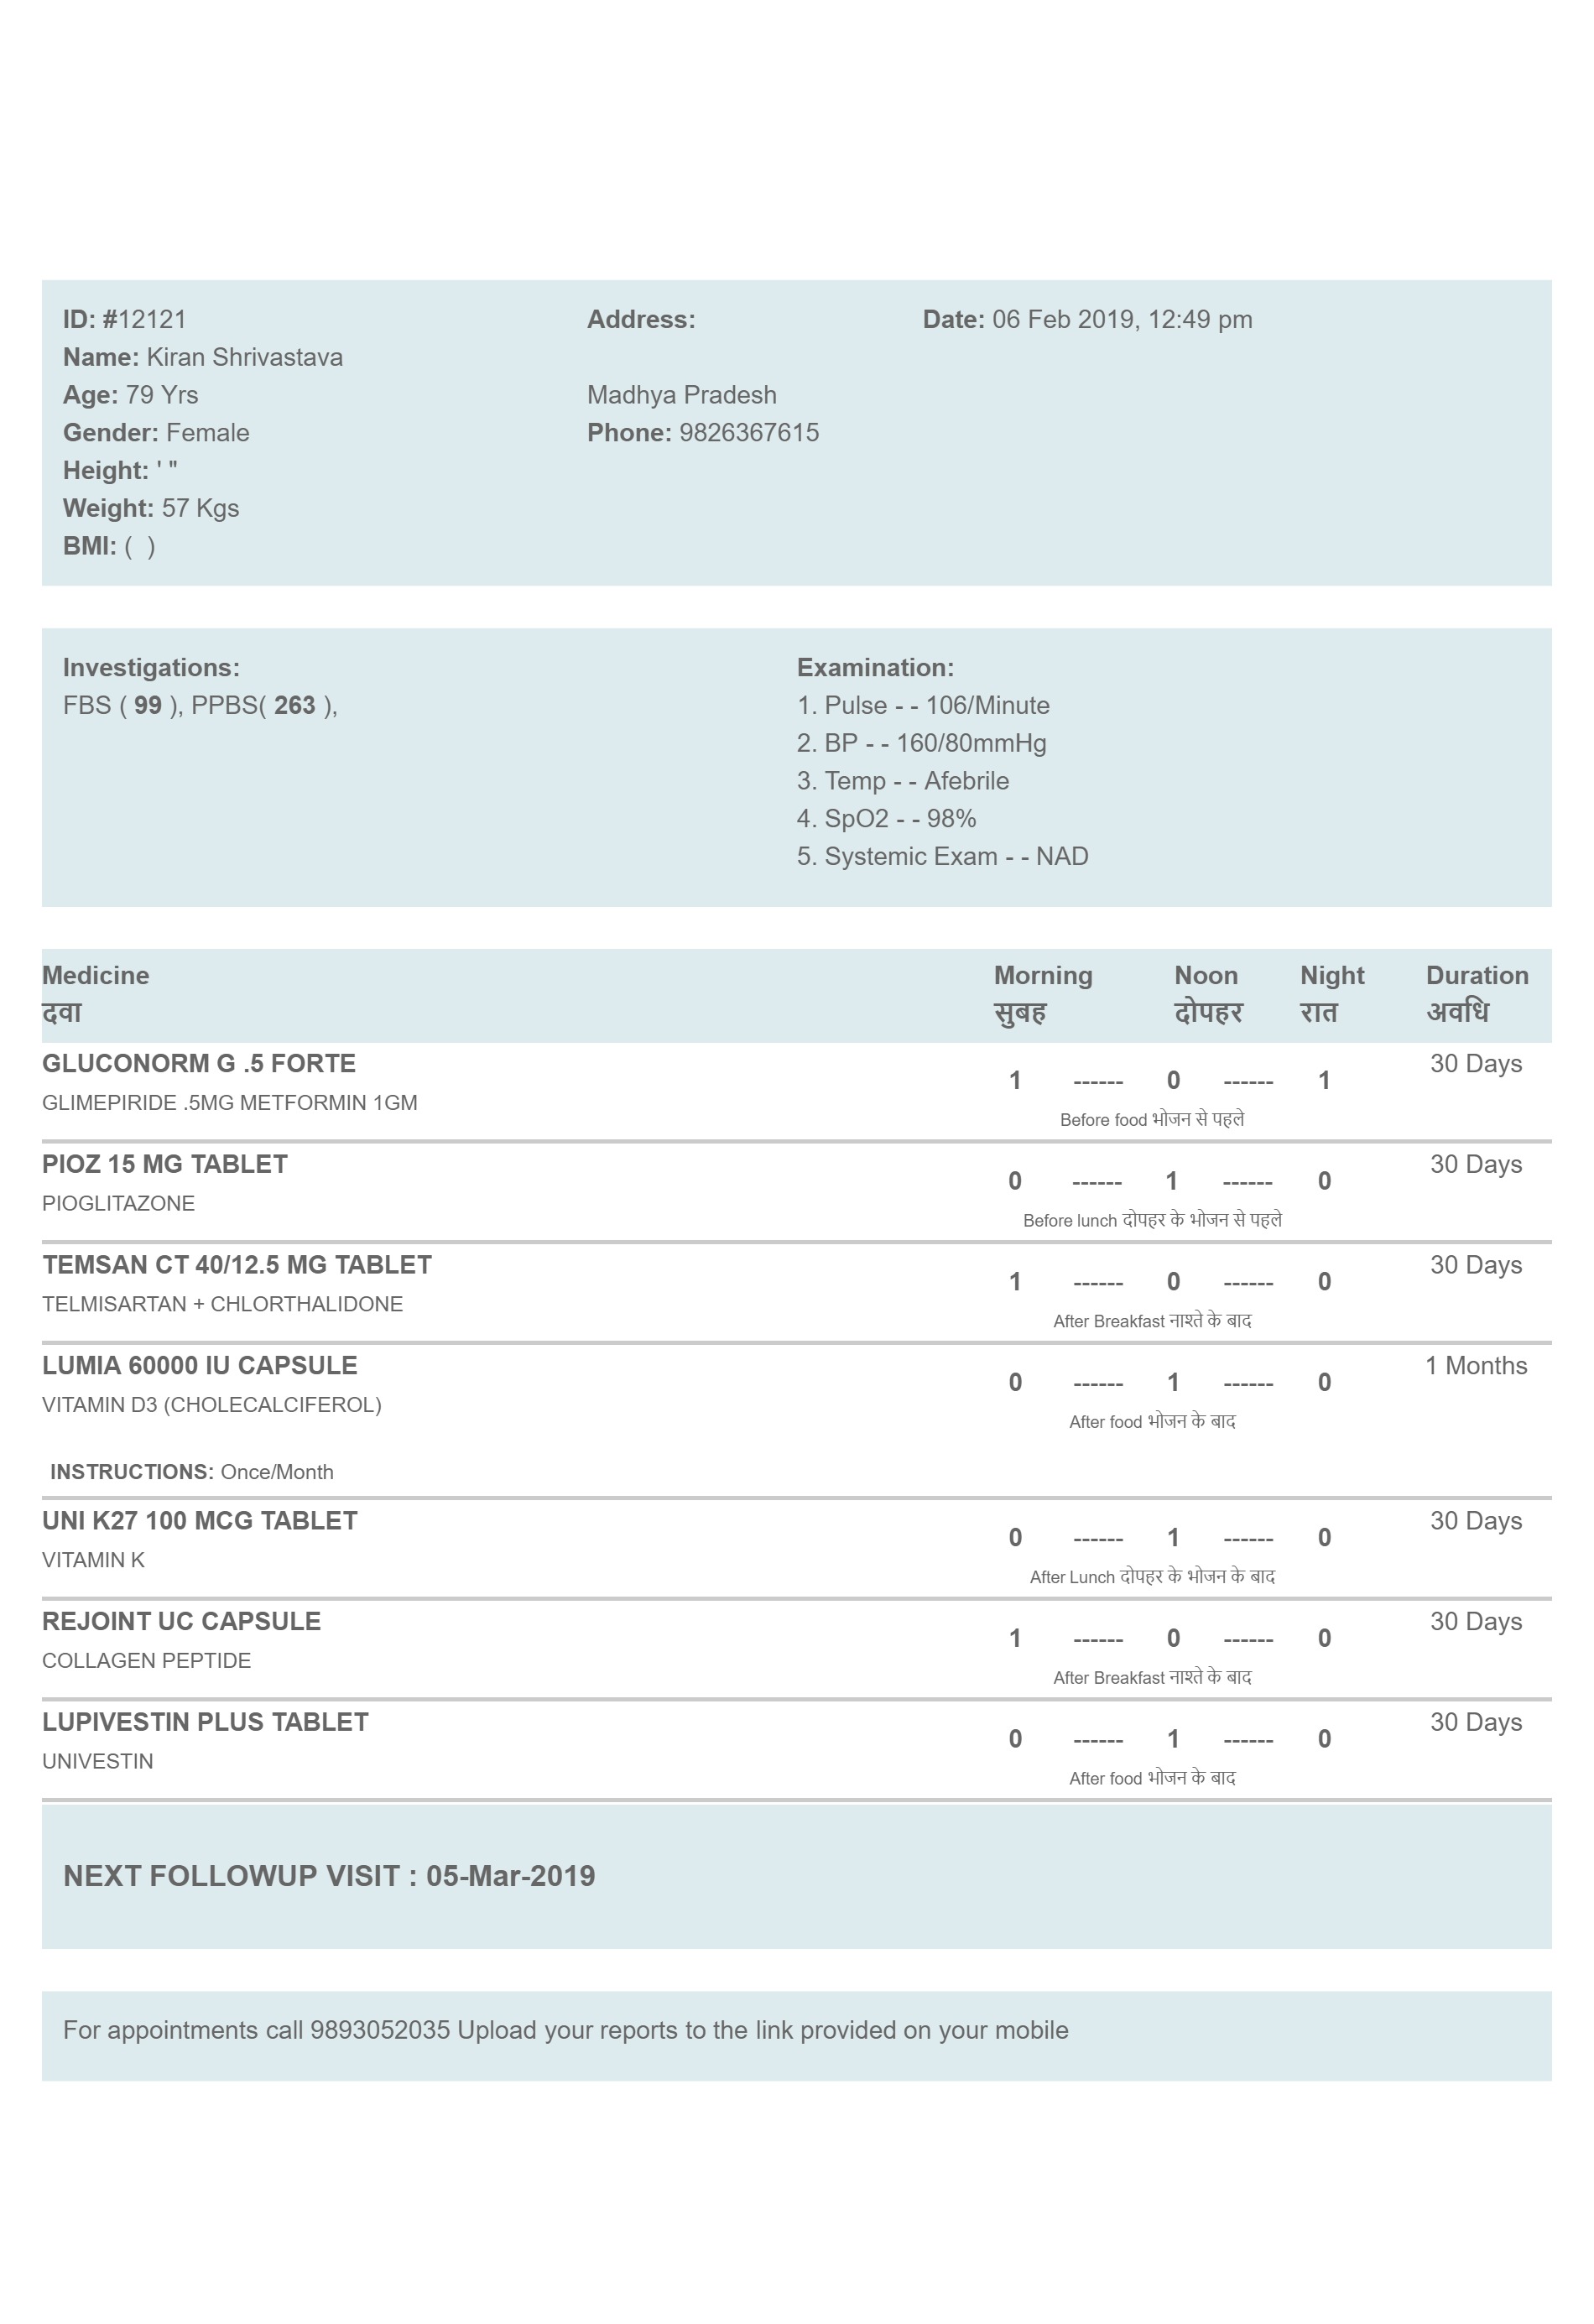 ID: #12121 Address: Date: 06 Feb 2019, 12:49 pm
Name: Kiran Shrivastava
Age: 79 Yrs Madhya Pradesh
Gender: Female Phone: 9826367615
Height: ' "
Weight: 57 Kgs
BMI: ( )
Investigations:
FBS ( 99 ), PPBS( 263 ),
Examination:
1. Pulse - - 106/Minute
2. BP - - 160/80mmHg
3. Temp - - Afebrile
4. SpO2 - - 98%
5. Systemic Exam - - NAD
Medicine Morning Noon Night Duration
दवा सुबह दोपहर रात अवधि
GLUCONORM G .5 FORTE 30 Days
1 ------ 0 ------ 1
GLIMEPIRIDE .5MG METFORMIN 1GM
Before food भोजन से पहले
PIOZ 15 MG TABLET 30 Days
0 ------ 1 ------ 0
PIOGLITAZONE
Before lunch दोपहर के भोजन से पहले
TEMSAN CT 40/12.5 MG TABLET 30 Days
1 ------ 0 ------ 0
TELMISARTAN + CHLORTHALIDONE
After Breakfast नाश्ते के बाद
LUMIA 60000 IU CAPSULE 1 Months
0 ------ 1 ------ 0
VITAMIN D3 (CHOLECALCIFEROL)
After food भोजन के बाद
INSTRUCTIONS: Once/Month
UNI K27 100 MCG TABLET 30 Days
0 ------ 1 ------ 0
VITAMIN K
After Lunch दोपहर के भोजन के बाद
REJOINT UC CAPSULE 30 Days
1 ------ 0 ------ 0
COLLAGEN PEPTIDE
After Breakfast नाश्ते के बाद
LUPIVESTIN PLUS TABLET 30 Days
0 ------ 1 ------ 0
UNIVESTIN
After food भोजन के बाद
NEXT FOLLOWUP VISIT : 05-Mar-2019
For appointments call 9893052035 Upload your reports to the link provided on your mobile